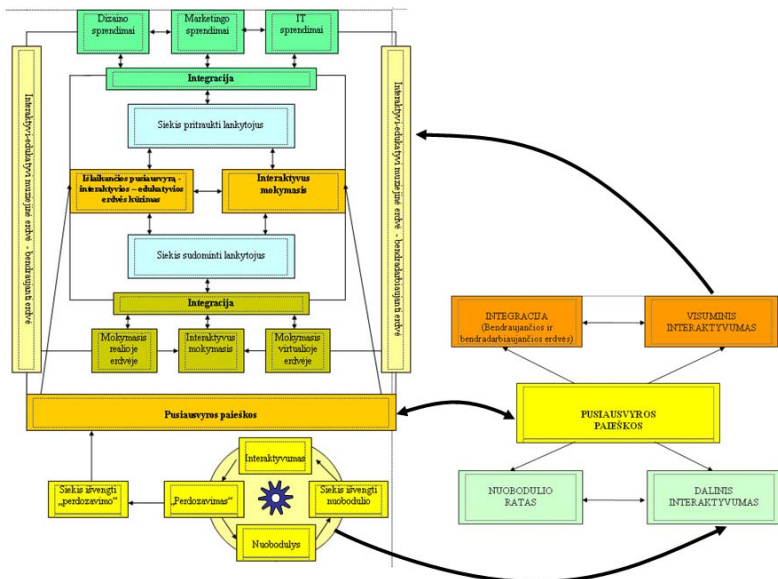 Dizaino
sprendimai
Marketingo
sprendimai
IT
sprendimai
Integracija
Interaktyvi-edukatyvi muziejinė erdvė - bendraujanti erdvė
Siekis pritraukti lankytojus
Išlaikančios pusiausvyrą -
interaktyvios – edukatyvios
erdvės kūrimas
Interaktyvus
mokymasis
Siekis sudominti lankytojus
Integracija
Mokymasis
realioje
erdvėje
Interaktyvus
mokymasis
Mokymasis
virtualioje
erdvėje
Interaktyvi-edukatyvi muziejinė erdvė - bendradarbiaujanti erdvė
Pusiausvyros paieškos
Interaktyvumas
Siekis išvengti
„perdozavimo“
„Perdozavimas“
Siekis išvengti
nuobodulio
Nuobodulys
INTEGRACIJA
(Bendraujančios ir
bendradarbiaujančios erdvės)
VISUMINIS
INTERAKTYVUMAS
PUSIAUSVYROS
PAIEŠKOS
NUOBODULIO
RATAS
DALINIS
INTERAKTYVUMAS